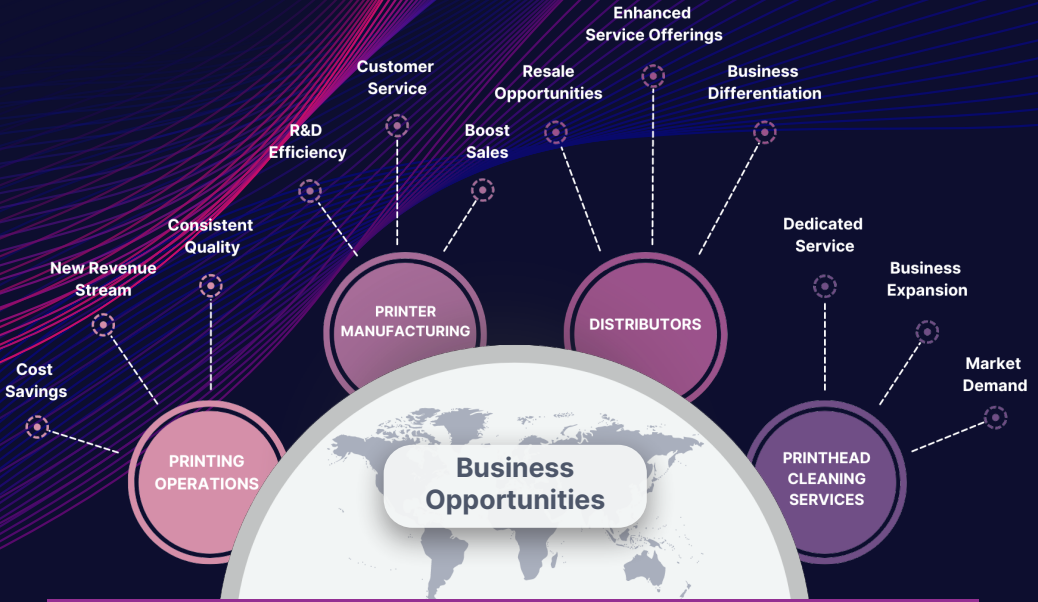 Enhanced
Service Offerings
Customer
Service
Resale
Opportunities
Business
Differentiation
R&D
Efficiency
Boost
Sales
Consistent
Quality
Dedicated
Service
New Revenue
Stream
Business
Expansion
Cost
Savings
Market
Demand
PRINTER
MANUFACTURING
DISTRIBUTORS
PRINTING
OPERATIONS
PRINTHEAD
CLEANING
SERVICES
Business
Opportunities